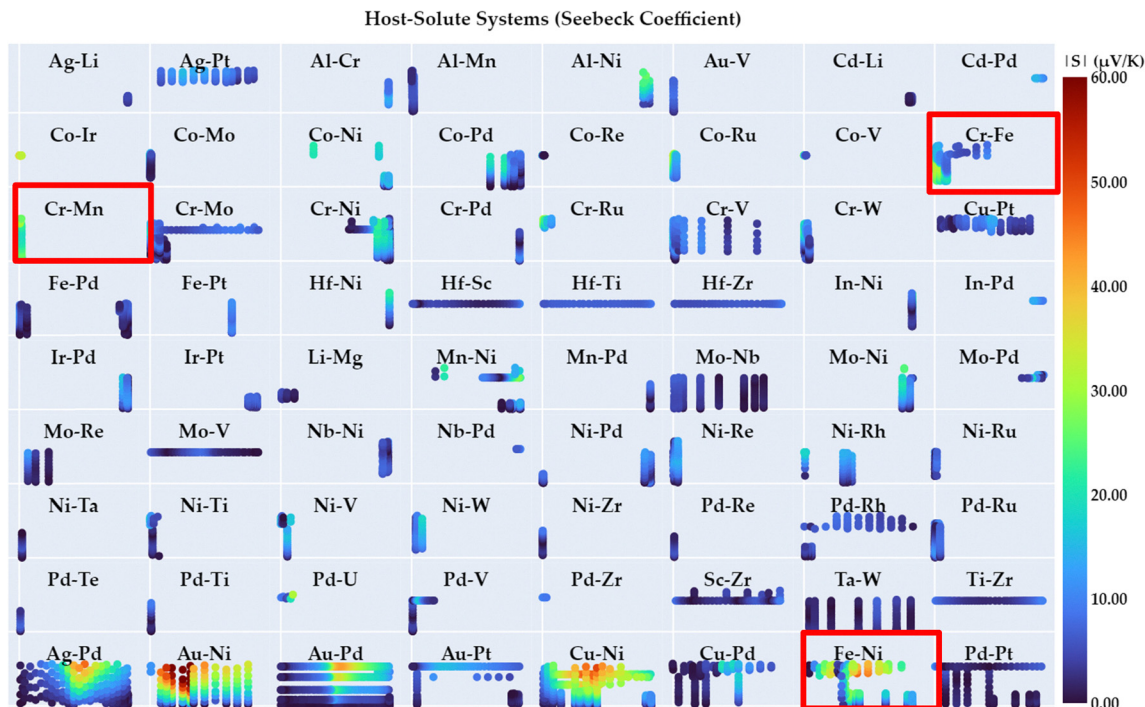 Host-Solute Systems (Seebeck Coefficient)
Ag-Li Ag-Pt Al-Cr Al-Mn Al-Ni Au-V Cd-Li Cd-Pd |S| (μV/K)
60.00
Co-Ir Co-Mo Co-Ni Co-Pd Co-Re Co-Ru Co-V Cr-Fe
50.00
Cr-Mn Cr-Mo Cr-Ni Cr-Pd Cr-Ru Cr-V Cr-W Cu-Pt
Fe-Pd Fe-Pt Hf-Ni Hf-Sc Hf-Ti Hf-Zr In-Ni In-Pd
40.00
Ir-Pd Ir-Pt Li-Mg Mn-Ni Mn-Pd Mo-Nb Mo-Ni Mo-Pd
30.00
Mo-Re Mo-V Nb-Ni Nb-Pd Ni-Pd Ni-Re Ni-Rh Ni-Ru
20.00
Ni-Ta Ni-Ti Ni-V Ni-W Ni-Zr Pd-Re Pd-Rh Pd-Ru
Pd-Te Pd-Ti Pd-U Pd-V Pd-Zr Sc-Zr Ta-W Ti-Zr
10.00
Ag-Pd Au-Ni Au-Pd Au-Pt Cu-Ni Cu-Pd Fe-Ni Pd-Pt
0.00